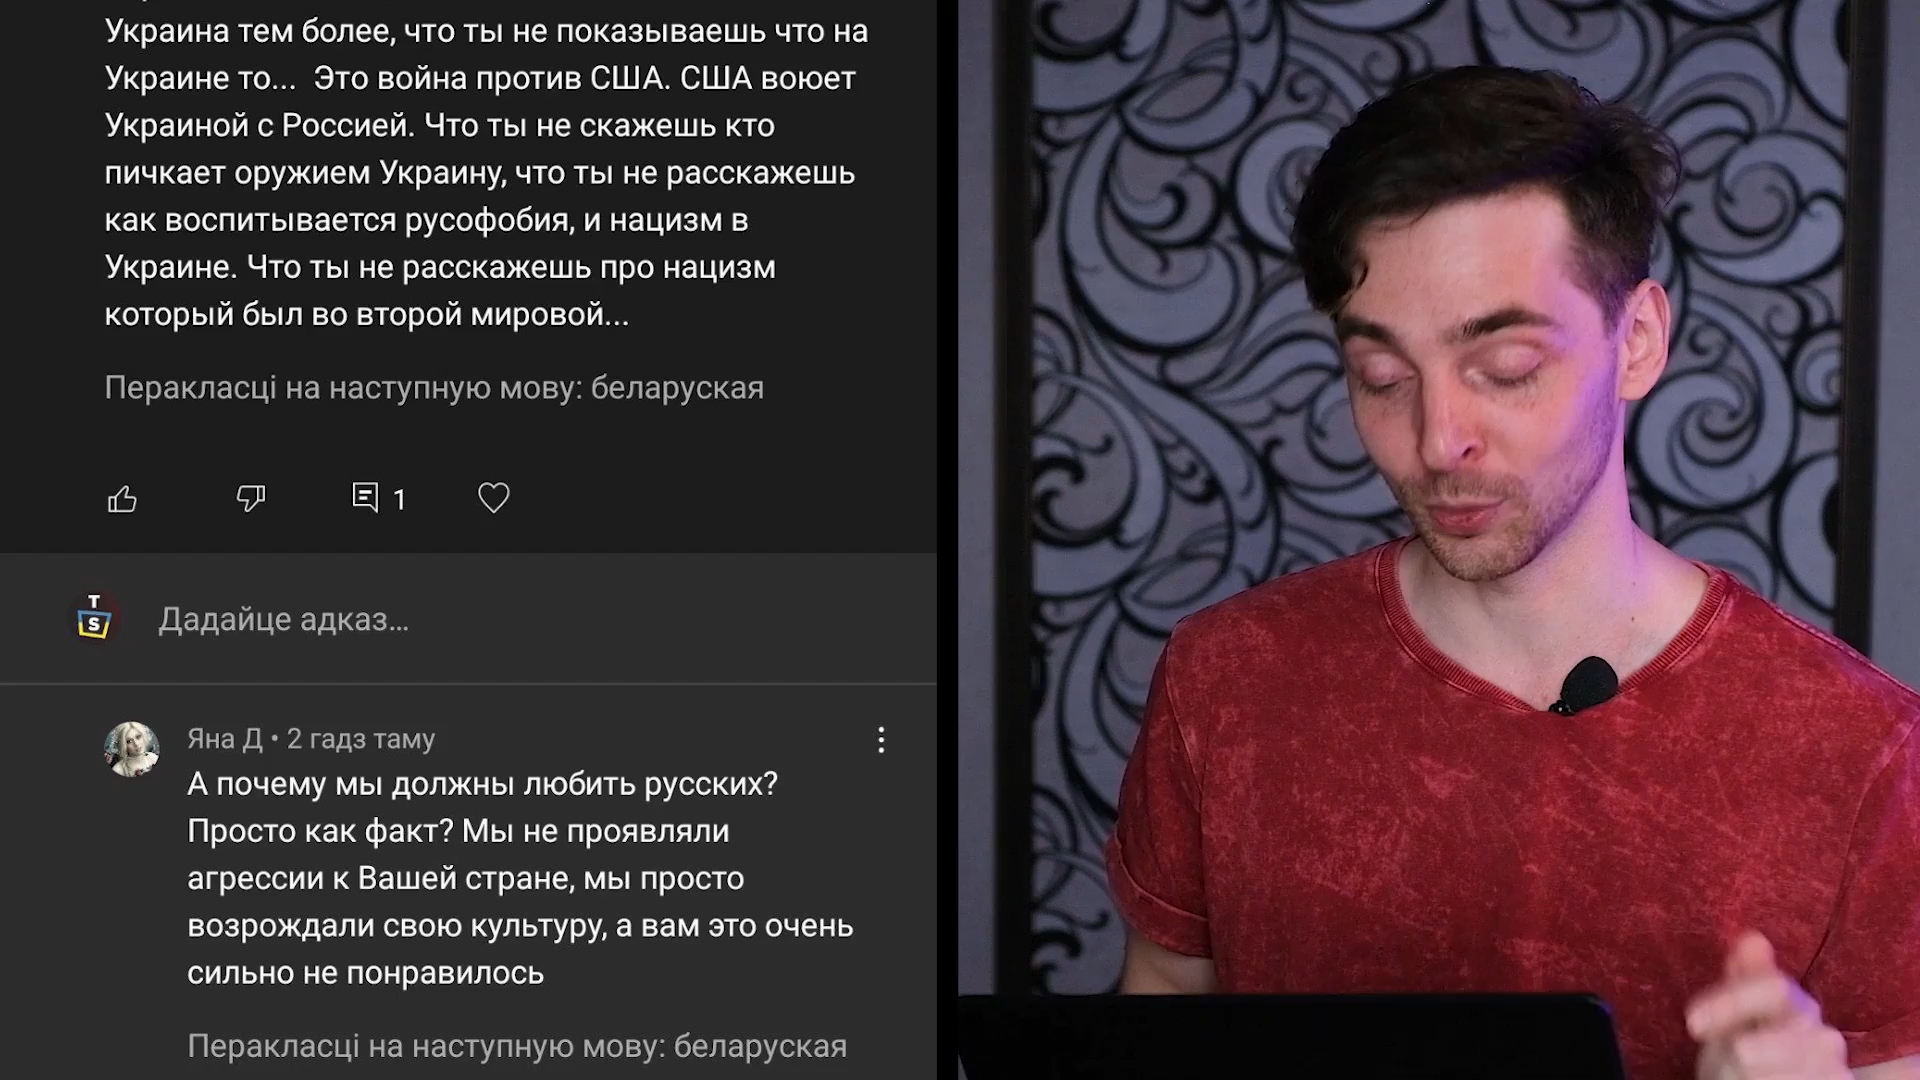 Украина тем более, что ты не показываешь что на
Украине то... Это война против США. США воюет
Украиной с Россией. Что ты не скажешь кто
пичкает оружием Украину, что ты не расскажешь
как воспитывается русофобия, и нацизм в
Украине. Что ты не расскажешь про нацизм
который был во второй мировой...
Перакласці на наступную мову: беларуская
1
T
S
Дадайце адказ...
Яна Д • 2 гадз таму
А почему мы должны любить русских?
Просто как факт? Мы не проявляли
агрессии к Вашей стране, мы просто
возрождали свою культуру, а вам это очень
сильно не понравилось
Перакласці на наступную мову: беларуская